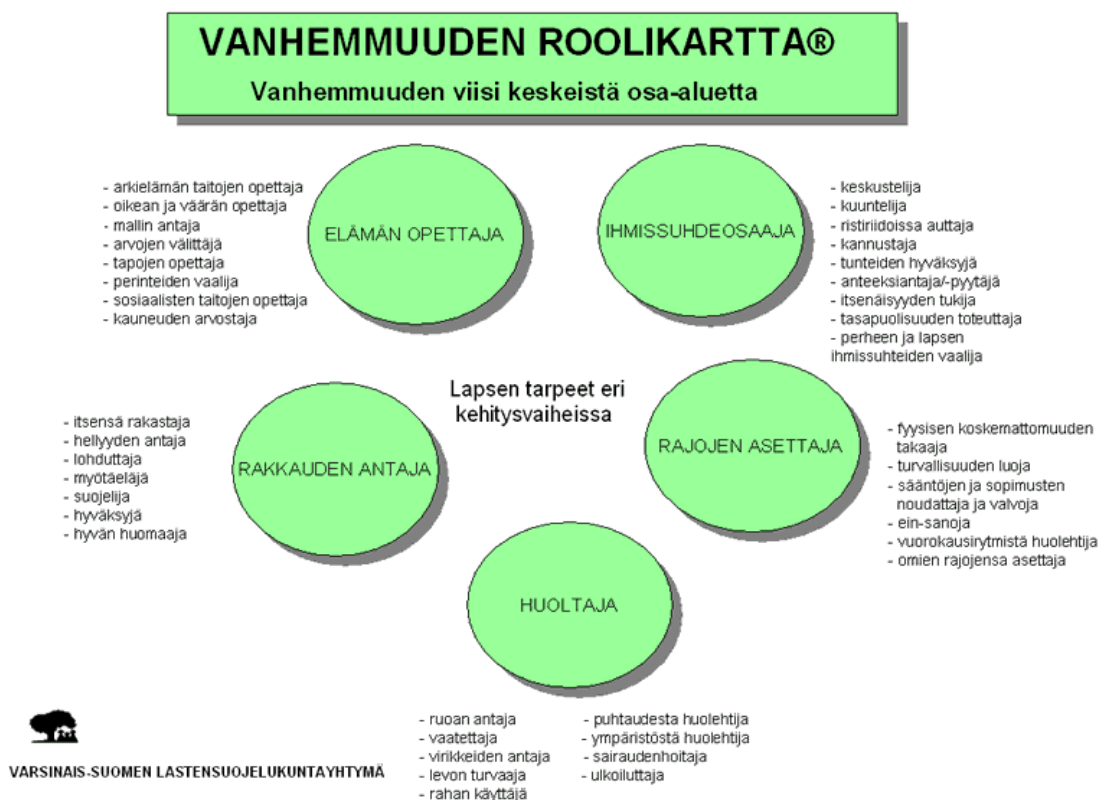 VANHEMMUUDEN ROOLIKARTTA®
Vanhemmuuden viisi keskeistä osa-aluetta
- arkielämän taitojen opettaja
- oikean ja väärän opettaja
- mallin antaja
- arvojen välittäjä
- tapojen opettaja
- perinteiden vaalija
- sosiaalisten taitojen opettaja
- kauneuden arvostaja
ELÄMÄN OPETTAJA
IHMISSUHDEOSAAJA
- keskustelija
- kuuntelija
- ristiriidoissa auttaja
- kannustaja
- tunteiden hyväksyjä
- anteeksiantaja/-pyytäjä
- itsenäisyyden tukija
- tasapuolisuuden toteuttaja
- perheen ja lapsen
ihmissuhteiden vaalija
Lapsen tarpeet eri
kehitysvaiheissa
- itsensä rakastaja
- hellyyden antaja
- lohduttaja
- myötäeläjä
- suojelija
- hyväksyjä
- hyvän huomaaja
RAKKAUDEN ANTAJA
RAJOJEN ASETTAJA
- fyysisen koskemattomuuden
takaaja
- turvallisuuden luoja
- sääntöjen ja sopimusten
noudattaja ja valvoja
- ein-sanoja
- vuorokausirytmistä huolehtija
- omien rajojensa asettaja
HUOLTAJA
- ruoan antaja
- vaatettaja
- virikkeiden antaja
- levon turvaaja
- rahan käyttäjä
- puhtaudesta huolehtija
- ympäristöstä huolehtija
- sairaudenhoitaja
- ulkoiluttaja
VARSINAIS-SUOMEN LASTENSUOJELUKUNTAYHTYMÄ